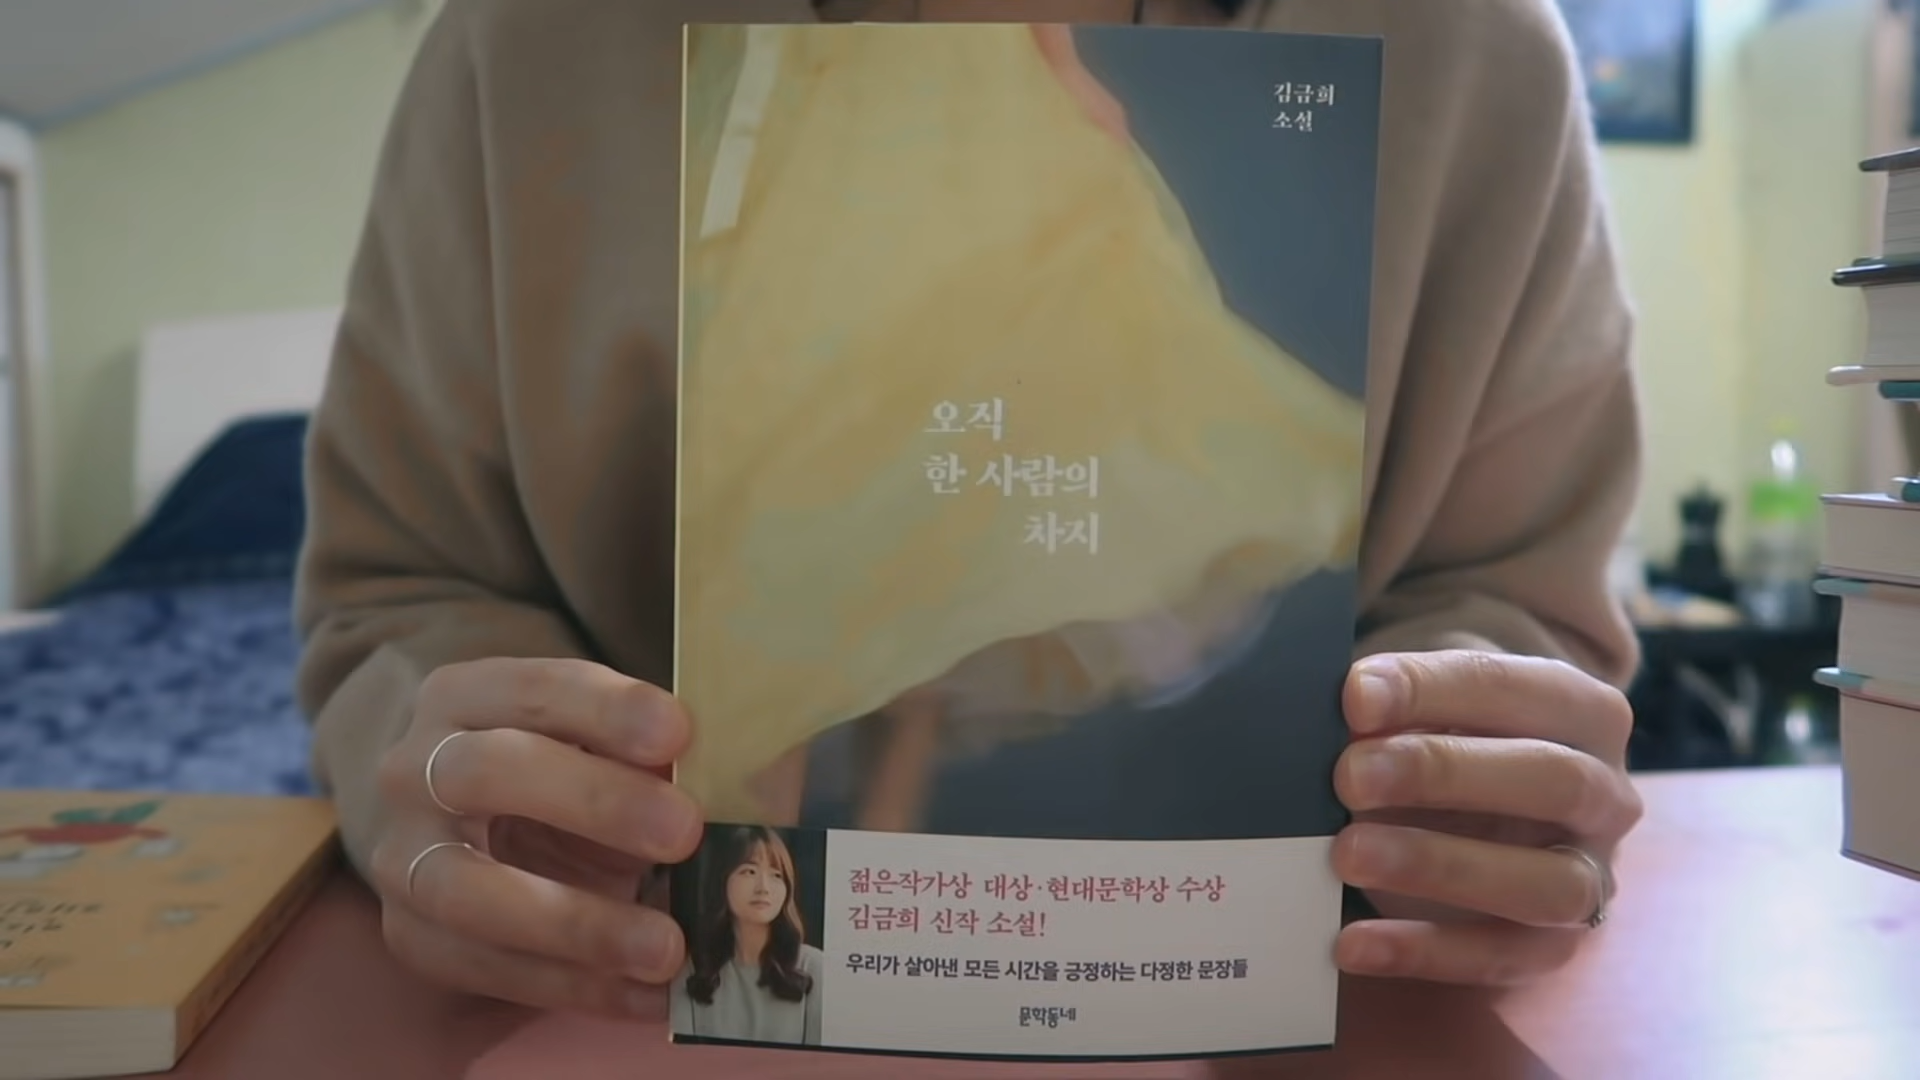 김금희
소설
오직
한 사람의
차지
젊은작가상 대상·현대문학상 수상
김금희 신작 소설!
우리가 살아낸 모든 시간을 긍정하는 다정한 문장들
문학동네